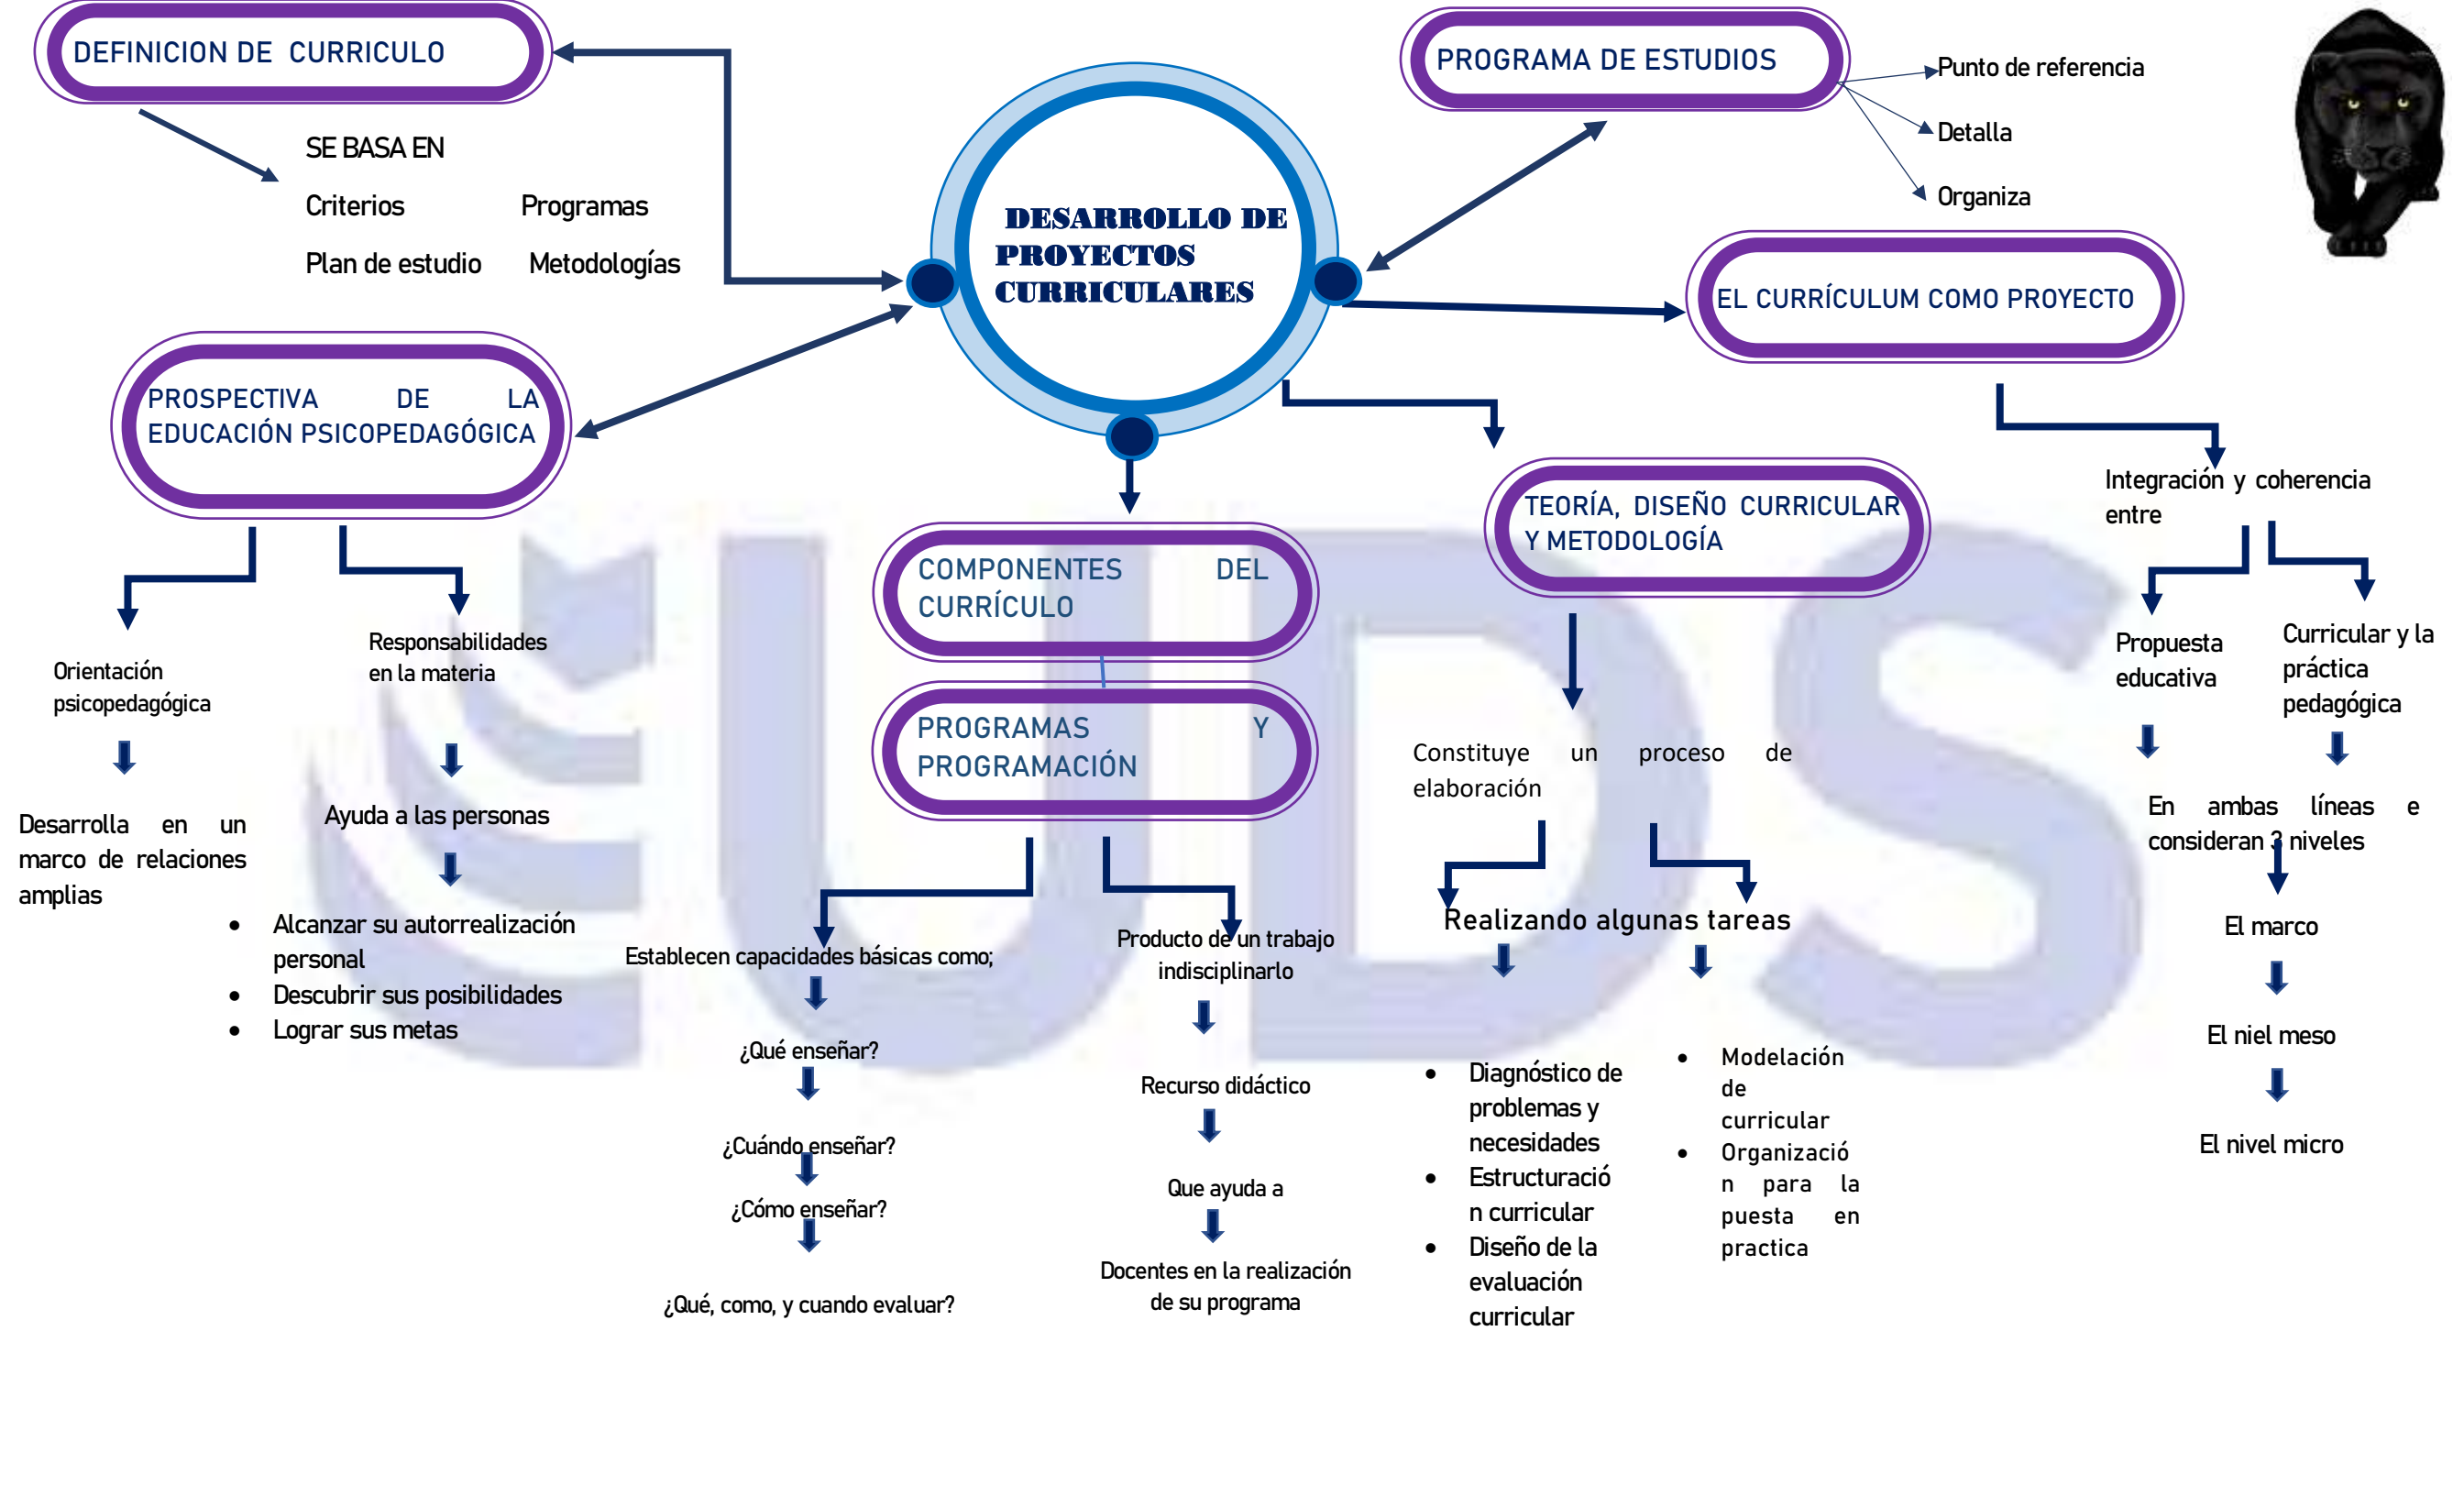 DEFINICION DE CURRICULO
SE BASA EN
Criterios Programas
Plan de estudio Metodologías
DESARROLLO DE
PROYECTOS
CURRICULARES
PROGRAMA DE ESTUDIOS
Punto de referencia
Detalla
Organiza
EL CURRÍCULUM COMO PROYECTO
PROSPECTIVA DE LA
EDUCACIÓN PSICOPEDAGÓGICA
Orientación
psicopedagógica
Desarrolla en un
marco de relaciones
amplias
Responsabilidades
en la materia
Ayuda a las personas
• Alcanzar su autorrealización
personal
• Descubrir sus posibilidades
• Lograr sus metas
COMPONENTES DEL
CURRÍCULO
PROGRAMAS Y
PROGRAMACIÓN
Establecen capacidades básicas como;
¿Qué enseñar?
¿Cuándo enseñar?
¿Cómo enseñar?
¿Qué, como, y cuando evaluar?
Producto de un trabajo
indisciplinarlo
Recurso didáctico
Que ayuda a
Docentes en la realización
de su programa
TEORÍA, DISEÑO CURRICULAR
Y METODOLOGÍA
Constituye un proceso de
elaboración
Realizando algunas tareas
• Diagnóstico de
problemas y
necesidades
• Estructuració
n curricular
• Diseño de la
evaluación
curricular
• Modelación
de
curricular
• Organizació
n para la
puesta en
practica
Integración y coherencia
entre
Propuesta
educativa
Curricular y la
práctica
pedagógica
En ambas líneas e
consideran 3 niveles
El marco
El niel meso
El nivel micro
UDS